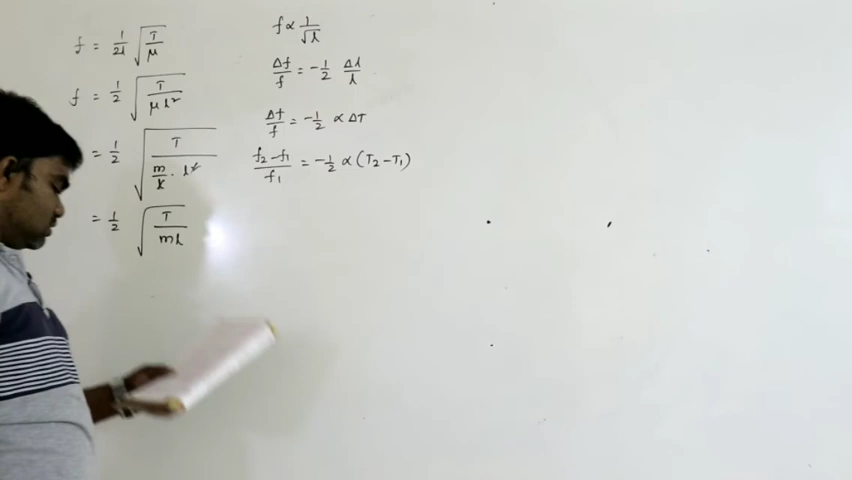 f = 1/2l √(T/μ)
f = 1/2 √(T/μl²)
= 1/2 √(T/(m/l · l²))
= 1/2 √(T/ml)
f ∝ 1/√l
Δf/f = -1/2 Δl/l
Δf/f = -1/2 ∝ ΔT
f₂-f₁/f₁ = -1/2 ∝ (T₂-T₁)